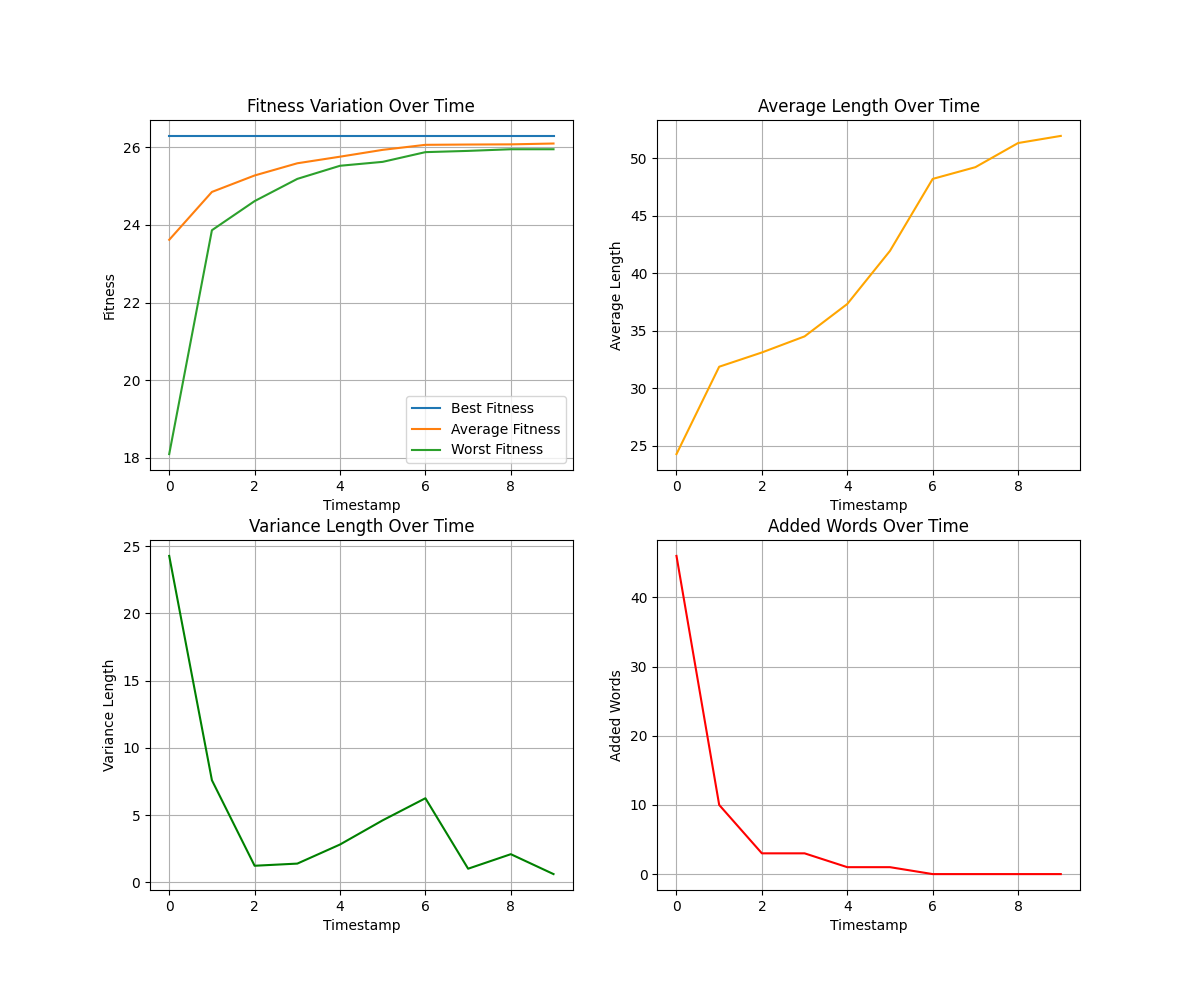 Fitness Variation Over Time
26
24
22
20
18
Fitness
Best Fitness
Average Fitness
Worst Fitness
0 2 4 6 8
Timestamp
Average Length Over Time
50
45
40
35
30
25
Average Length
0 2 4 6 8
Timestamp
Variance Length Over Time
25
20
15
10
5
0
Variance Length
0 2 4 6 8
Timestamp
Added Words Over Time
40
30
20
10
0
Added Words
0 2 4 6 8
Timestamp